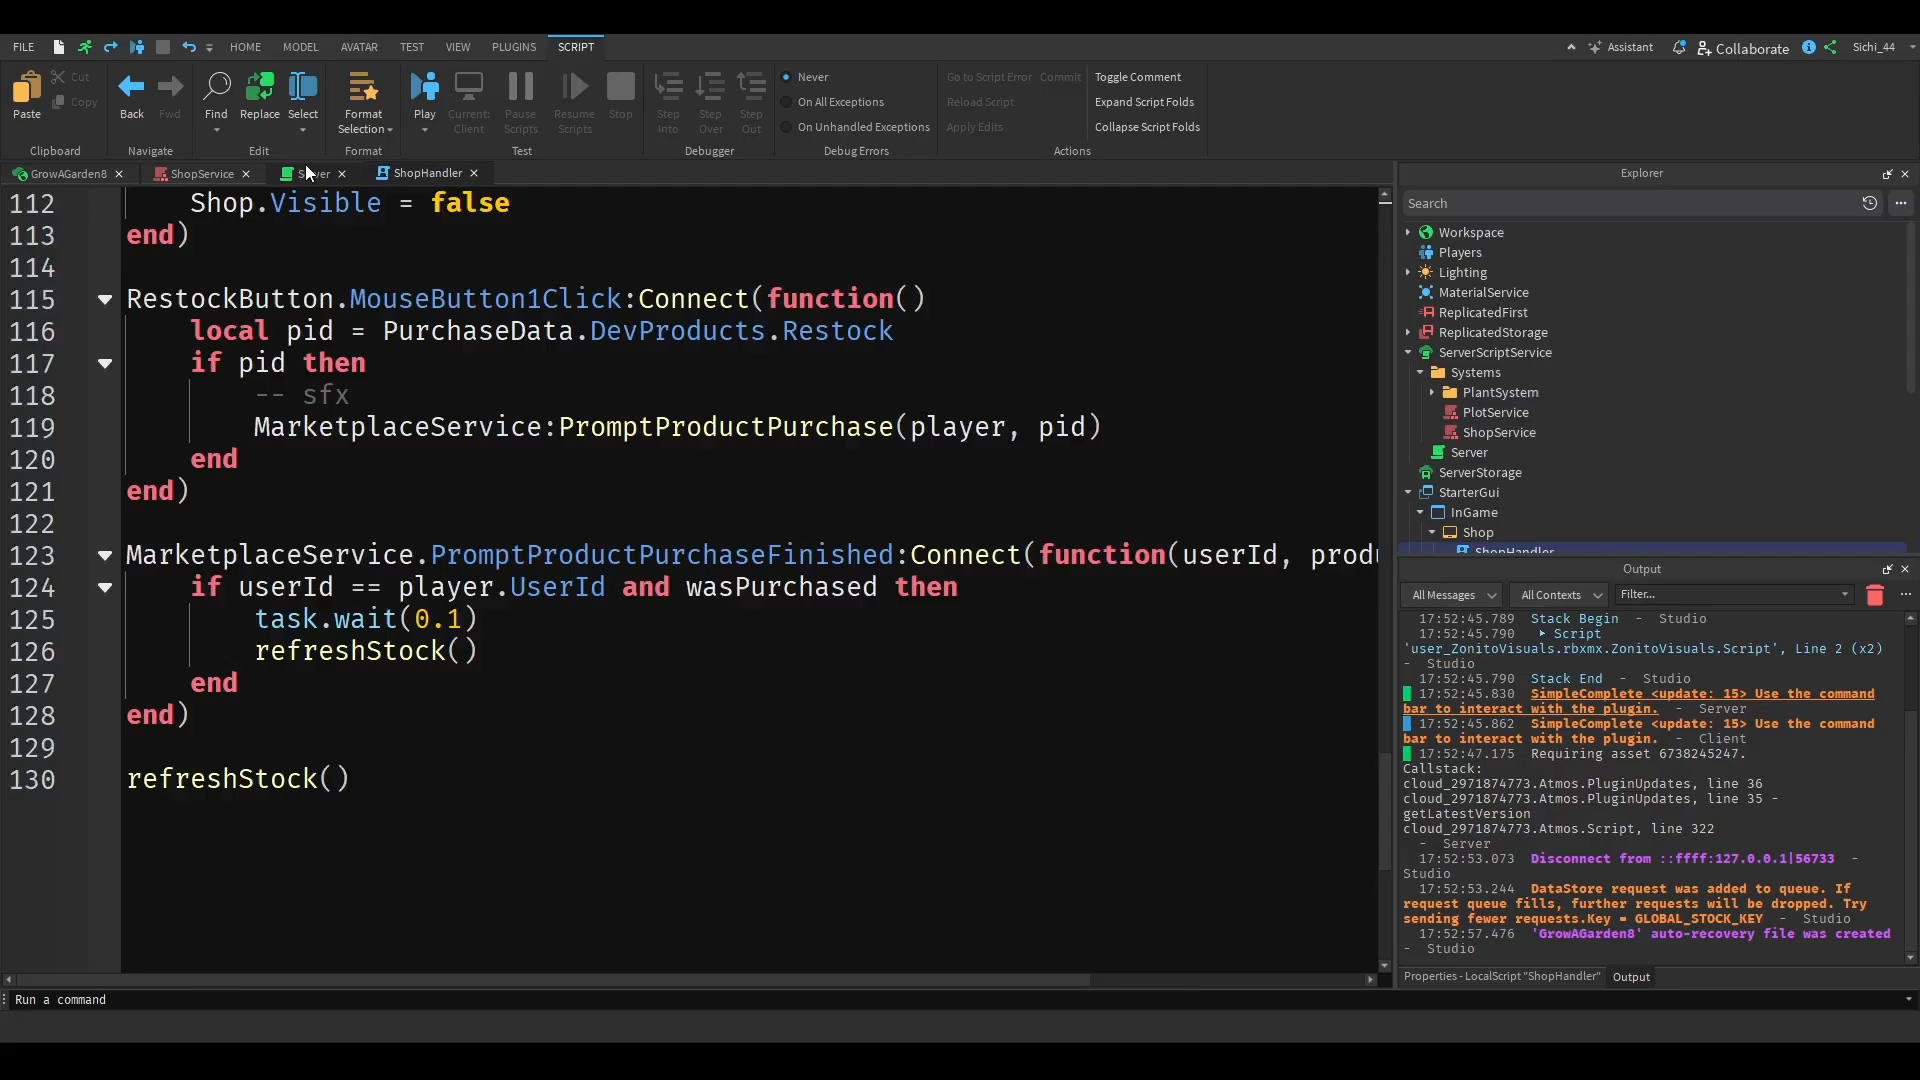 FILE HOME MODEL AVATAR TEST VIEW PLUGINS SCRIPT Assistant Collaborate Sichi_44
Paste Cut Copy Back Fwd Find Replace Select Format Selection Play Current: Client Pause Scripts Resume Scripts Stop Step Into Step Over Step Out
Never
On All Exceptions
On Unhandled Exceptions
Go to Script Error Commit
Reload Script
Apply Edits
Toggle Comment
Expand Script Folds
Collapse Script Folds
Clipboard Navigate Edit Format Test Debugger Debug Errors Actions
GrowAGarden8 ShopService ShopHandler
112 Shop.Visible = false
113 end)
114
115 RestockButton.MouseButton1Click:Connect(function()
116 local pid = PurchaseData.DevProducts.Restock
117 if pid then
118 -- sfx
119 MarketplaceService:PromptProductPurchase(player, pid)
120 end
121 end)
122
123 MarketplaceService.PromptProductPurchaseFinished:Connect(function(userId, produ
124 if userId == player.UserId and wasPurchased then
125 task.wait(0.1)
126 refreshStock()
127 end
128 end)
129
130 refreshStock()
Run a command
Explorer
Search
Workspace
Players
Lighting
MaterialService
ReplicatedFirst
ReplicatedStorage
ServerScriptService
Systems
PlantSystem
PlotService
ShopService
Server
ServerStorage
StarterGui
InGame
Shop
ShopHandler
Output
All Messages All Contexts Filter...
17:52:45.789 Stack Begin - Studio
17:52:45.790 Script
'user_ZonitoVisuals.rbxmx.ZonitoVisuals.Script', Line 2 (x2)
- Studio
17:52:45.790 Stack End - Studio
17:52:45.830 SimpleComplete <update: 15> Use the command
bar to interact with the plugin. - Server
17:52:45.862 SimpleComplete <update: 15> Use the command
bar to interact with the plugin. - Client
17:52:47.175 Requiring asset 6738245247.
Callstack:
cloud_2971874773.Atmos.PluginUpdates, line 36
cloud_2971874773.Atmos.PluginUpdates, line 35 -
getLatestVersion
cloud_2971874773.Atmos.Script, line 322
- Server
17:52:53.073 Disconnect from ::ffff:127.0.0.1|56733 -
Studio
17:52:53.244 DataStore request was added to queue. If
request queue fills, further requests will be dropped. Try
sending fewer requests.Key = GLOBAL_STOCK_KEY - Studio
17:52:57.476 'GrowAGarden8' auto-recovery file was created
- Studio
Properties - LocalScript "ShopHandler" Output